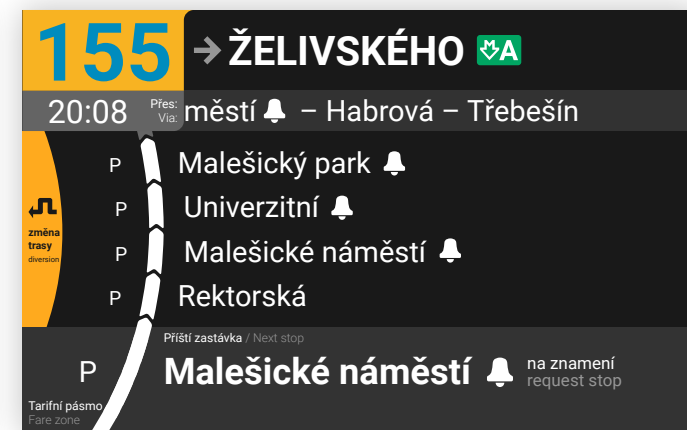 155 → ŽELIVSKÉHO A
20:08 Přes: Via: městí – Habrová – Třebešín
P Malešický park
P Univerzitní
P Malešické náměstí
P Rektorská
změna
trasy
diversion
Příští zastávka / Next stop
P Malešické náměstí na znamení
request stop
Tarifní pásmo
Fare zone